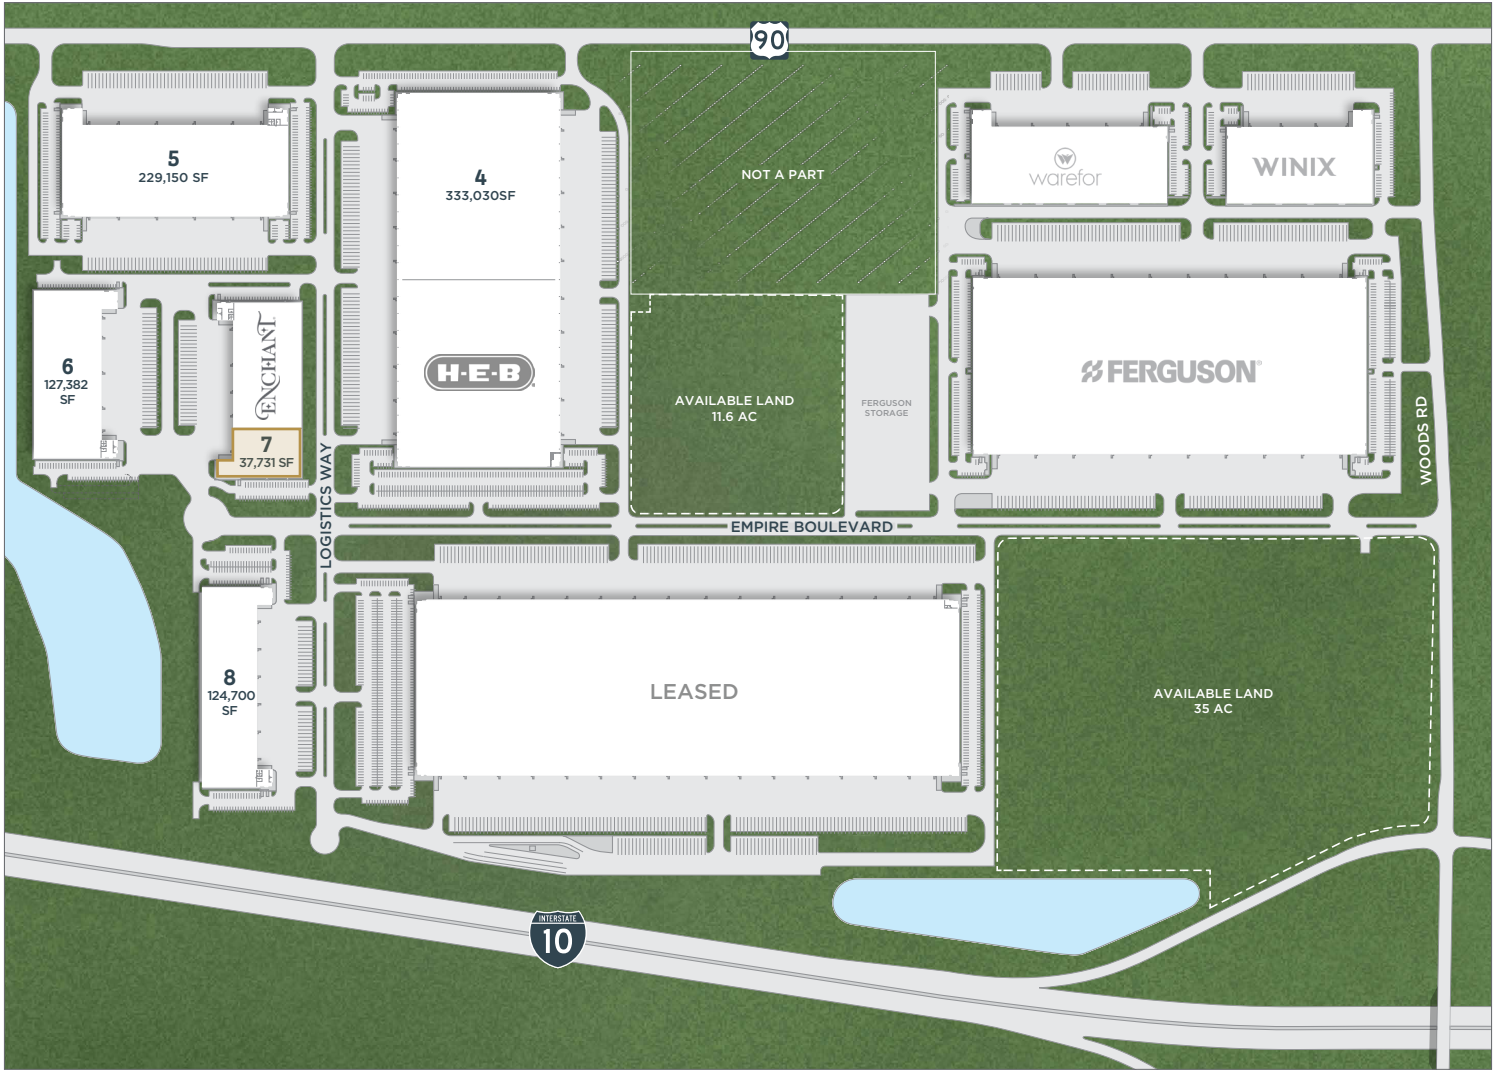 90
5
229,150 SF
4
333,030SF
NOT A PART
warefor
WINIX
6
127,382
SF
ENCHANT
H-E-B
7
37,731 SF
AVAILABLE LAND
11.6 AC
FERGUSON
STORAGE
FERGUSON
WOODS RD
LOGISTICS WAY
EMPIRE BOULEVARD
8
124,700
SF
LEASED
AVAILABLE LAND
35 AC
INTERSTATE
10